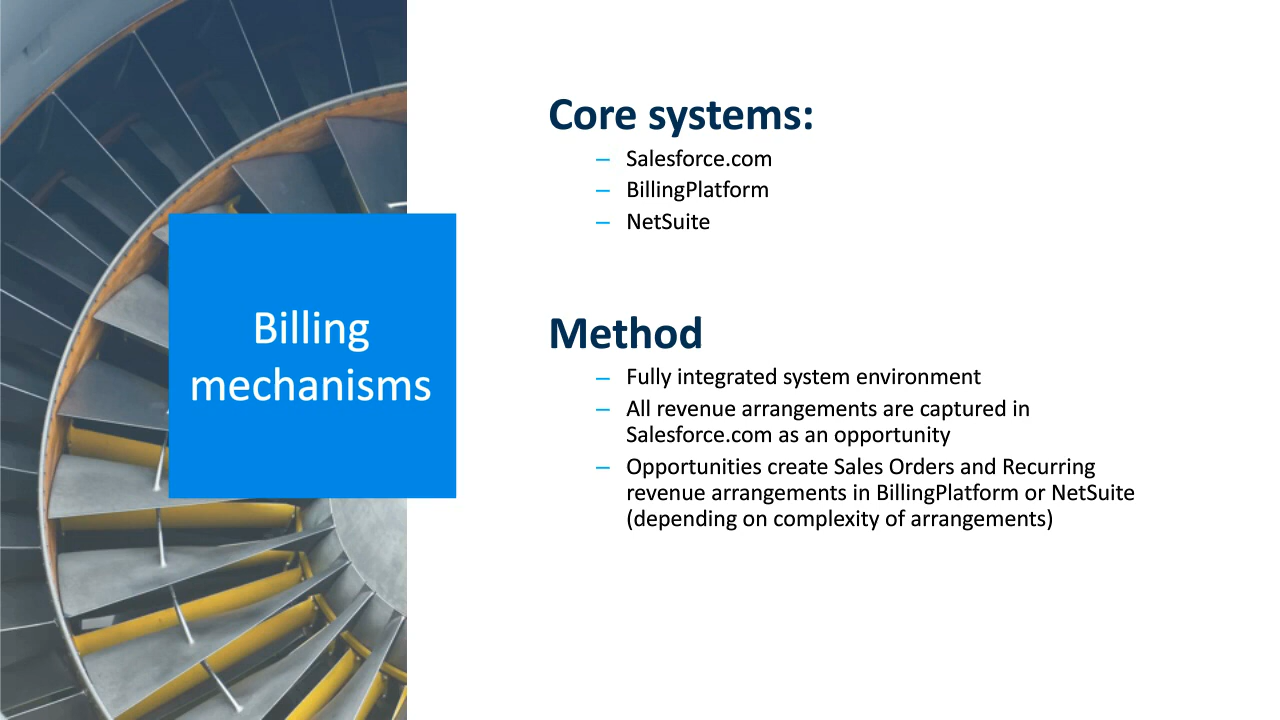 Billing
mechanisms
Core systems:
– Salesforce.com
– BillingPlatform
– NetSuite
Method
– Fully integrated system environment
– All revenue arrangements are captured in
Salesforce.com as an opportunity
– Opportunities create Sales Orders and Recurring
revenue arrangements in BillingPlatform or NetSuite
(depending on complexity of arrangements)